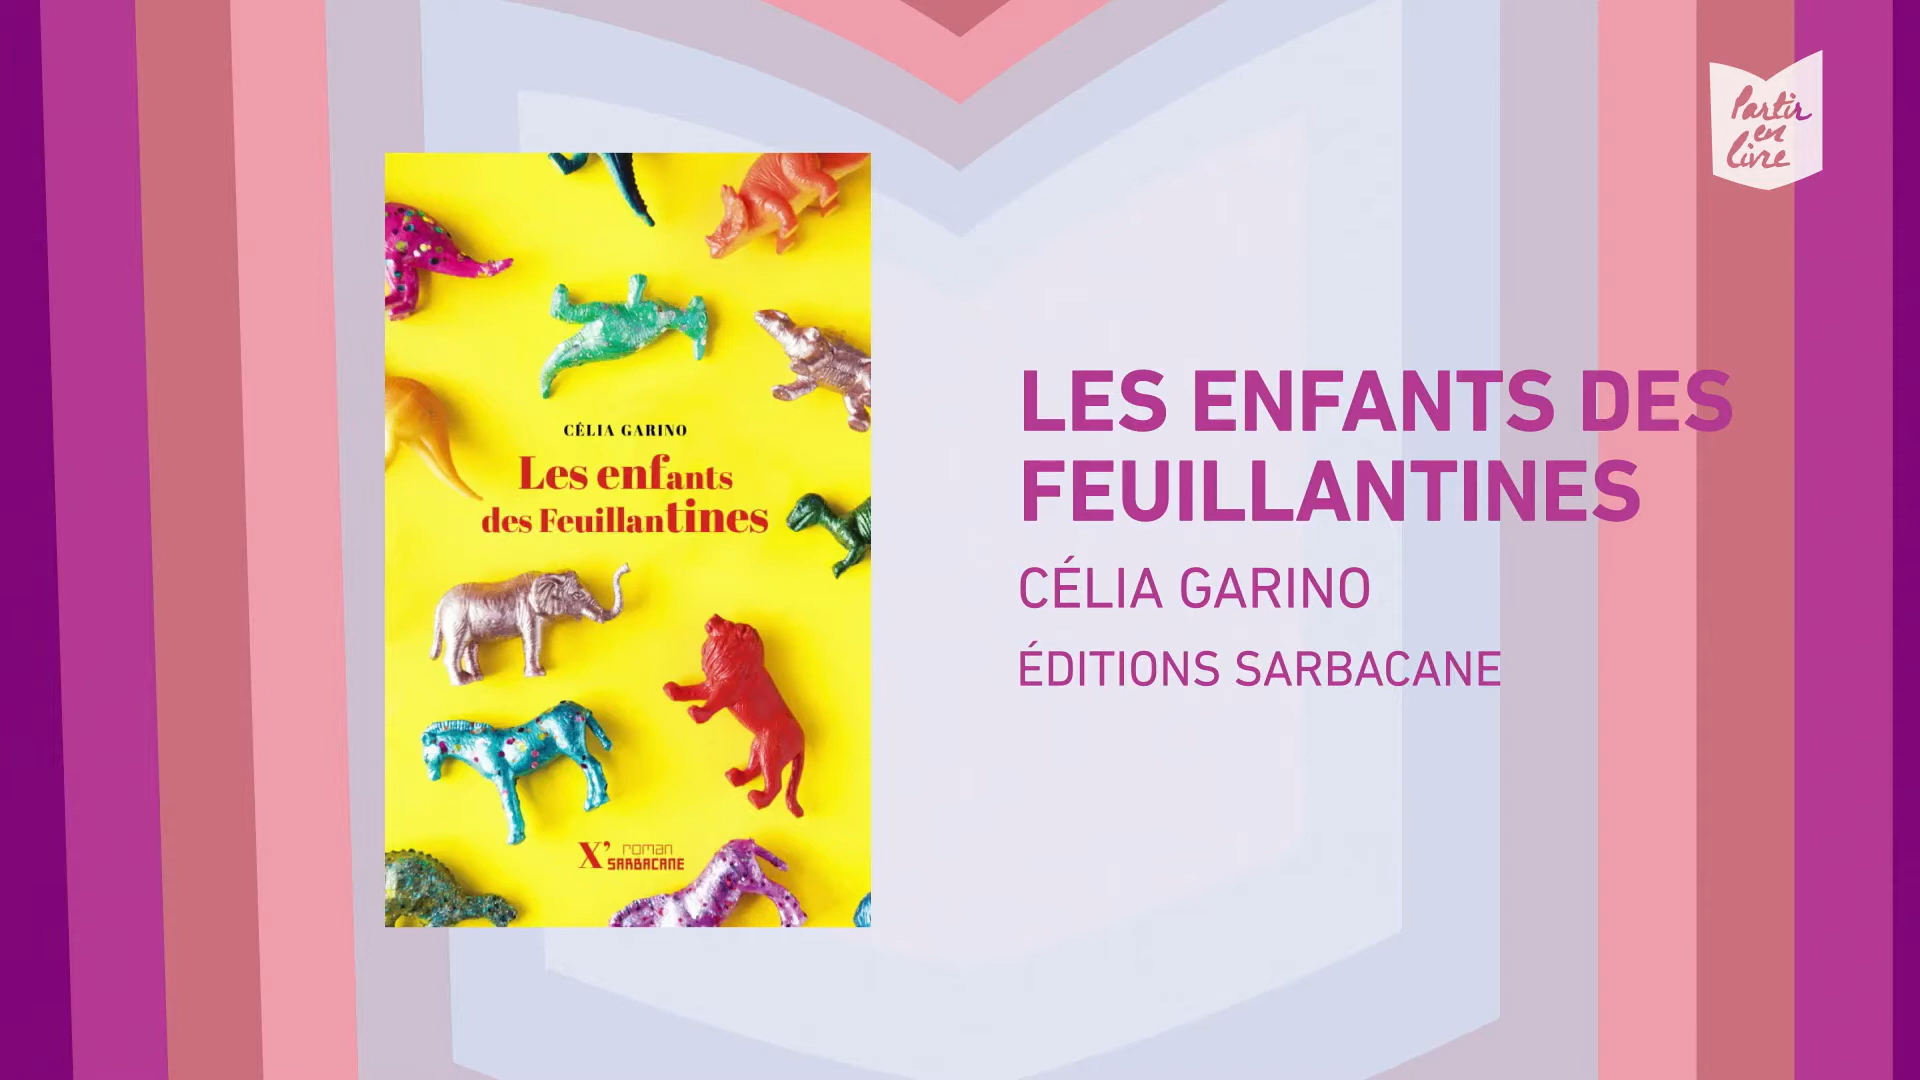 Partir
en
livre
CÉLIA GARINO
Les enfants
des Feuillantines
X' roman
SARBACANE
LES ENFANTS DES
FEUILLANTINES
CÉLIA GARINO
ÉDITIONS SARBACANE